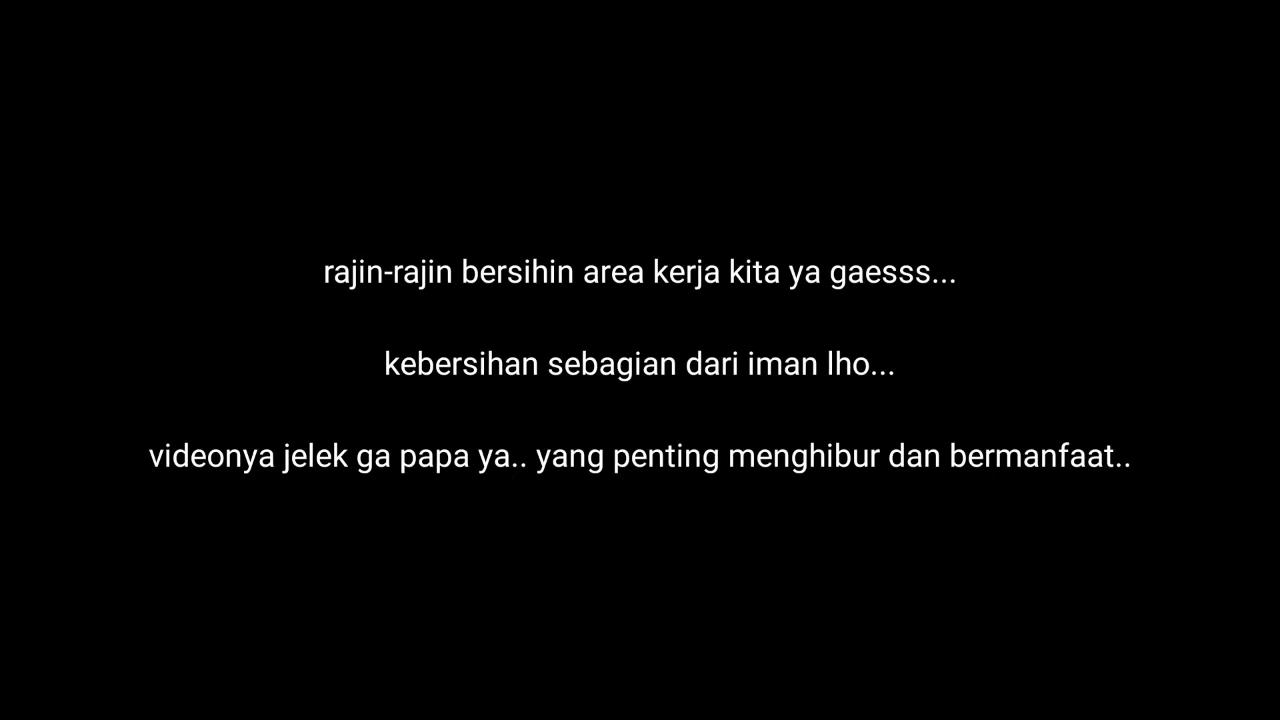 rajin-rajin bersihin area kerja kita ya gaesss...
kebersihan sebagian dari iman lho...
videonya jelek ga papa ya.. yang penting menghibur dan bermanfaat..